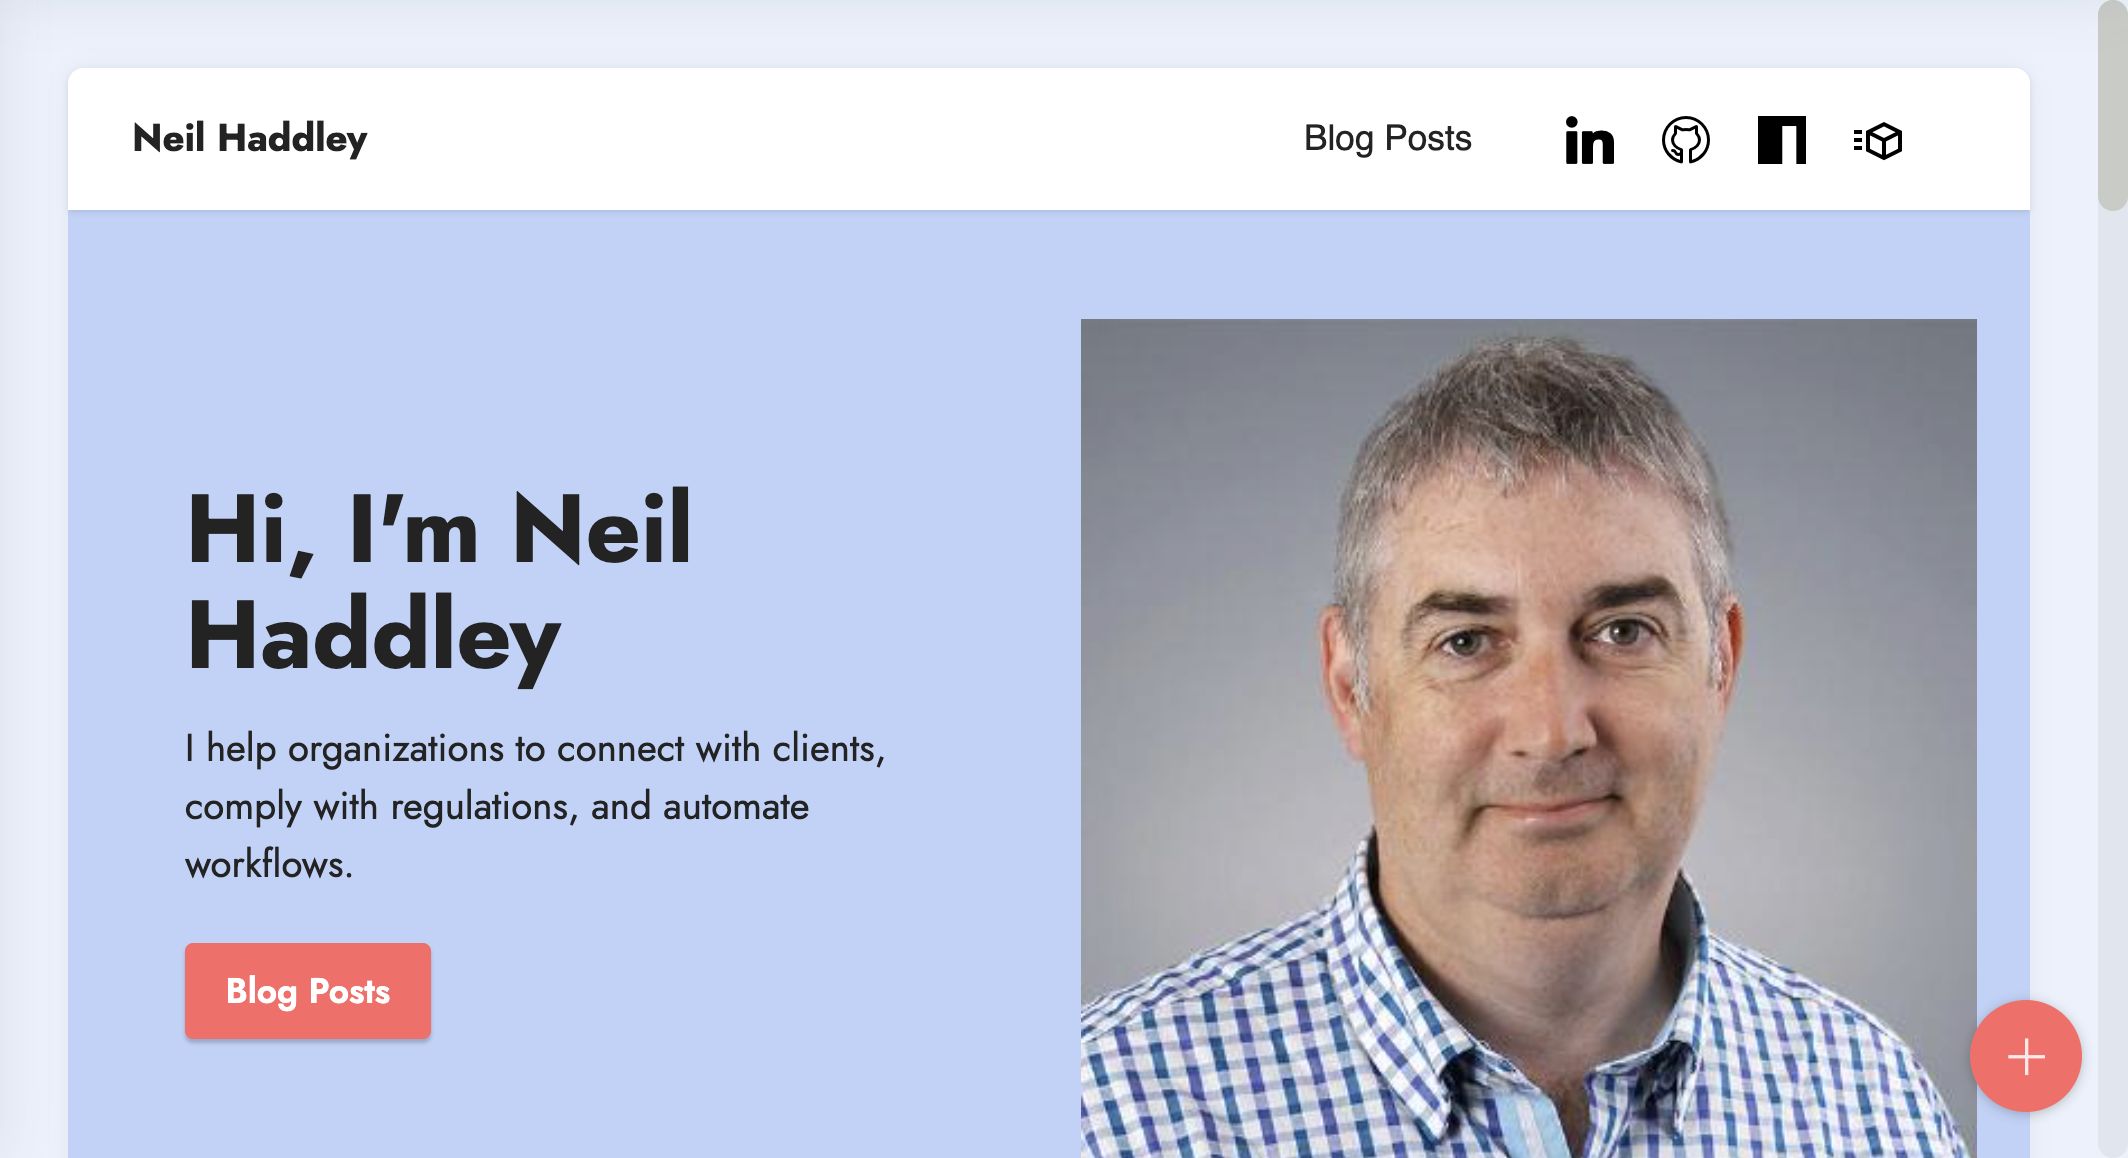 Neil Haddley
Blog Posts
in
Hi, I'm Neil
Haddley
I help organizations to connect with clients,
comply with regulations, and automate
workflows.
Blog Posts